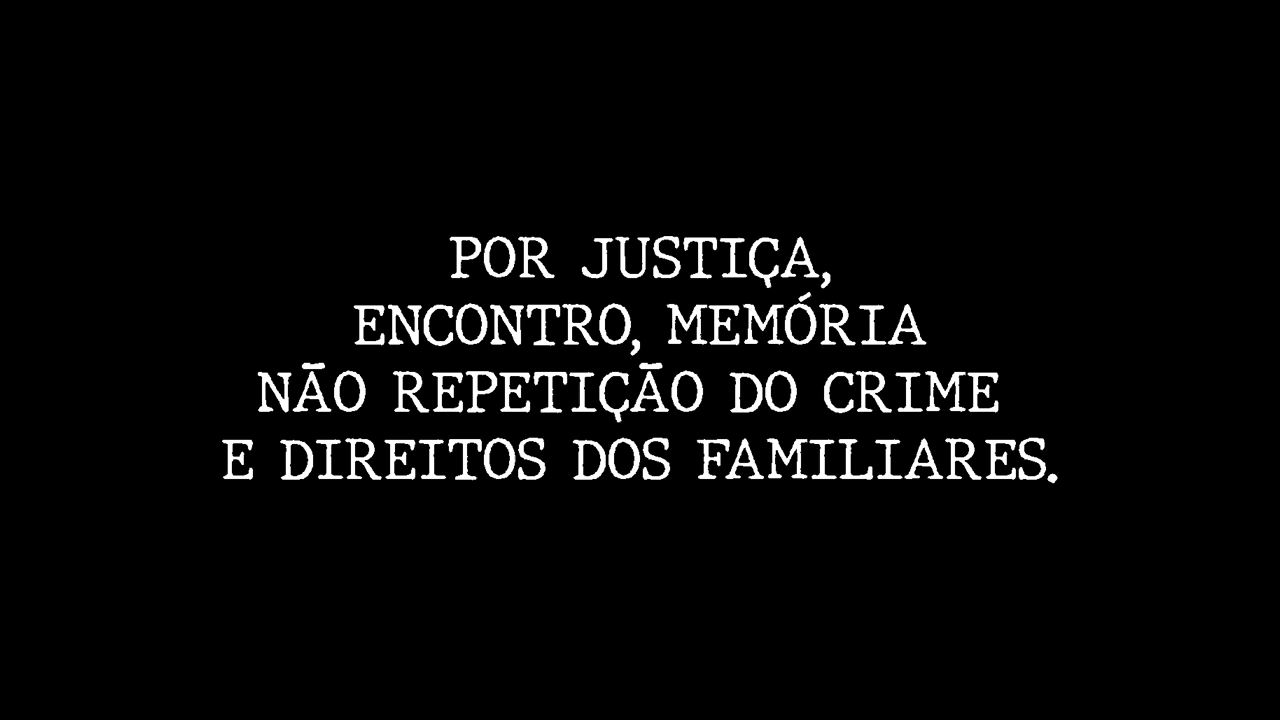 POR JUSTIÇA,
ENCONTRO, MEMÓRIA
NÃO REPETIÇÃO DO CRIME
E DIREITOS DOS FAMILIARES.